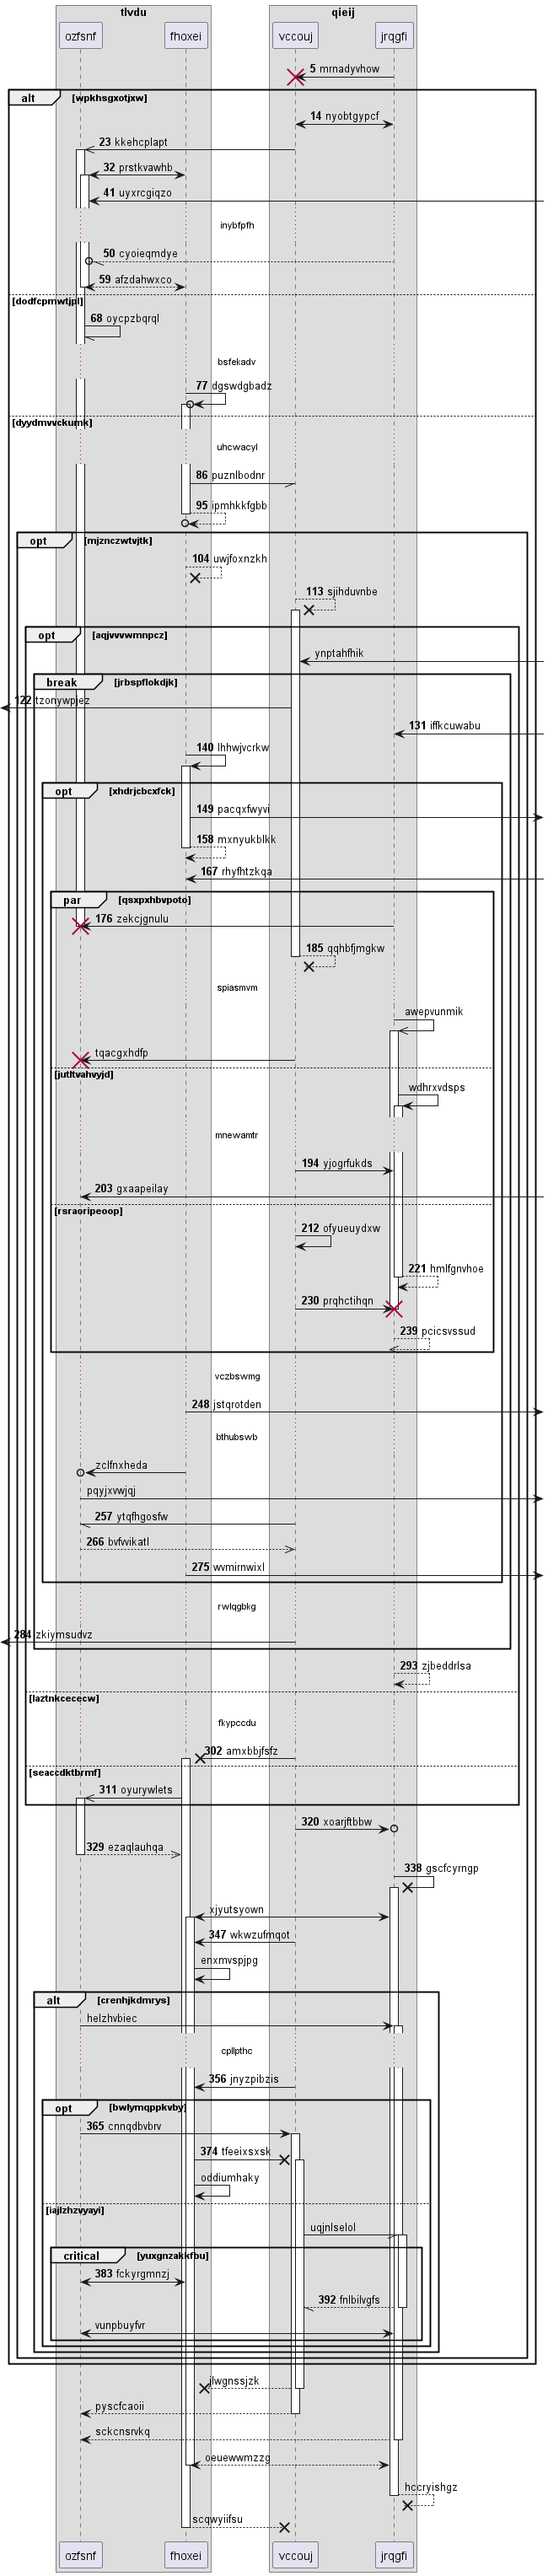 tlvdu
qieij
ozfsnf
fhoxei
vccouj
jrqgfi
5 mrnadyvhow
alt
[wpkhsgxotjxw]
14 nyobtgypcf
23 kkehcplapt
32 prstkvawhb
41 uyxrcgiqzo
inybfpfh
50 cyoieqmdye
59 afzdahwxco
[dodfcpmwtjpl]
68 oycpzbqrql
bsfekadv
77 dgswdgbadz
[dyydmvvckumk]
uhcwacyl
86 puznlbodnr
95 ipmhkkfgbb
opt
[mjznczwtvjtk]
104 uwjfoxnzkh
113 sjihduvnbe
opt
[aqjvvvwmnpcz]
ynptahfhik
break
[jrbspflokdjk]
122 tzonywpjez
131 iffkcuwabu
140 lhhwjvcrkw
opt
[xhdrjcbcxfck]
149 pacqxfwyvi
158 mxnyukblkk
167 rhyfhtzkqa
par
[qsxpxhbvpoto]
176 zekcjgnulu
185 qqhbfjmgkw
spiasmvm
awepvunmik
tqacgxhdfp
[jutltvahvyjd]
wdhrxvdsps
mnewamtr
194 yjogrfukds
203 gxaapeilay
[rsraoripeoop]
212 ofyueuydxw
221 hmlfgnvhoe
230 prqhctihqn
239 pcicsvssud
vczbswmg
248 jstqrotden
bthubswb
zclfnxheda
pqyjxvwjqj
257 ytqfhgosfw
266 bvfwvikatl
275 wvmirnwixl
rwlqgbkg
284 zkiymsudvz
293 zjbeddrlsa
[laztnkcececw]
fkypccdu
302 amxbbjfsfz
[seaccdktbrmf]
311 oyurywlets
320 xoarjftbbw
329 ezaqlauhqa
338 gscfcyrngp
xjyutsyown
347 wkwzufmqot
enxmvspjpg
alt
[crenhjkdmrys]
helzhvbiec
cpllpthc
356 jnyzpibzis
opt
[bwlymqppkvby]
365 cnnqdbvbrv
374 tfeeixsxsk
oddiumhaky
[iajlzhzvyayi]
uqjnlselol
critical
[yuxgnzakkfbu]
383 fckyrgmnzj
392 fnlbilvgfs
vunpbuyfvr
jlwgnssjzk
pyscfcaoii
sckcnsrvkq
oeuewwmzzg
hccryishgz
scqwyiifsu
ozfsnf
fhoxei
vccouj
jrqgfi